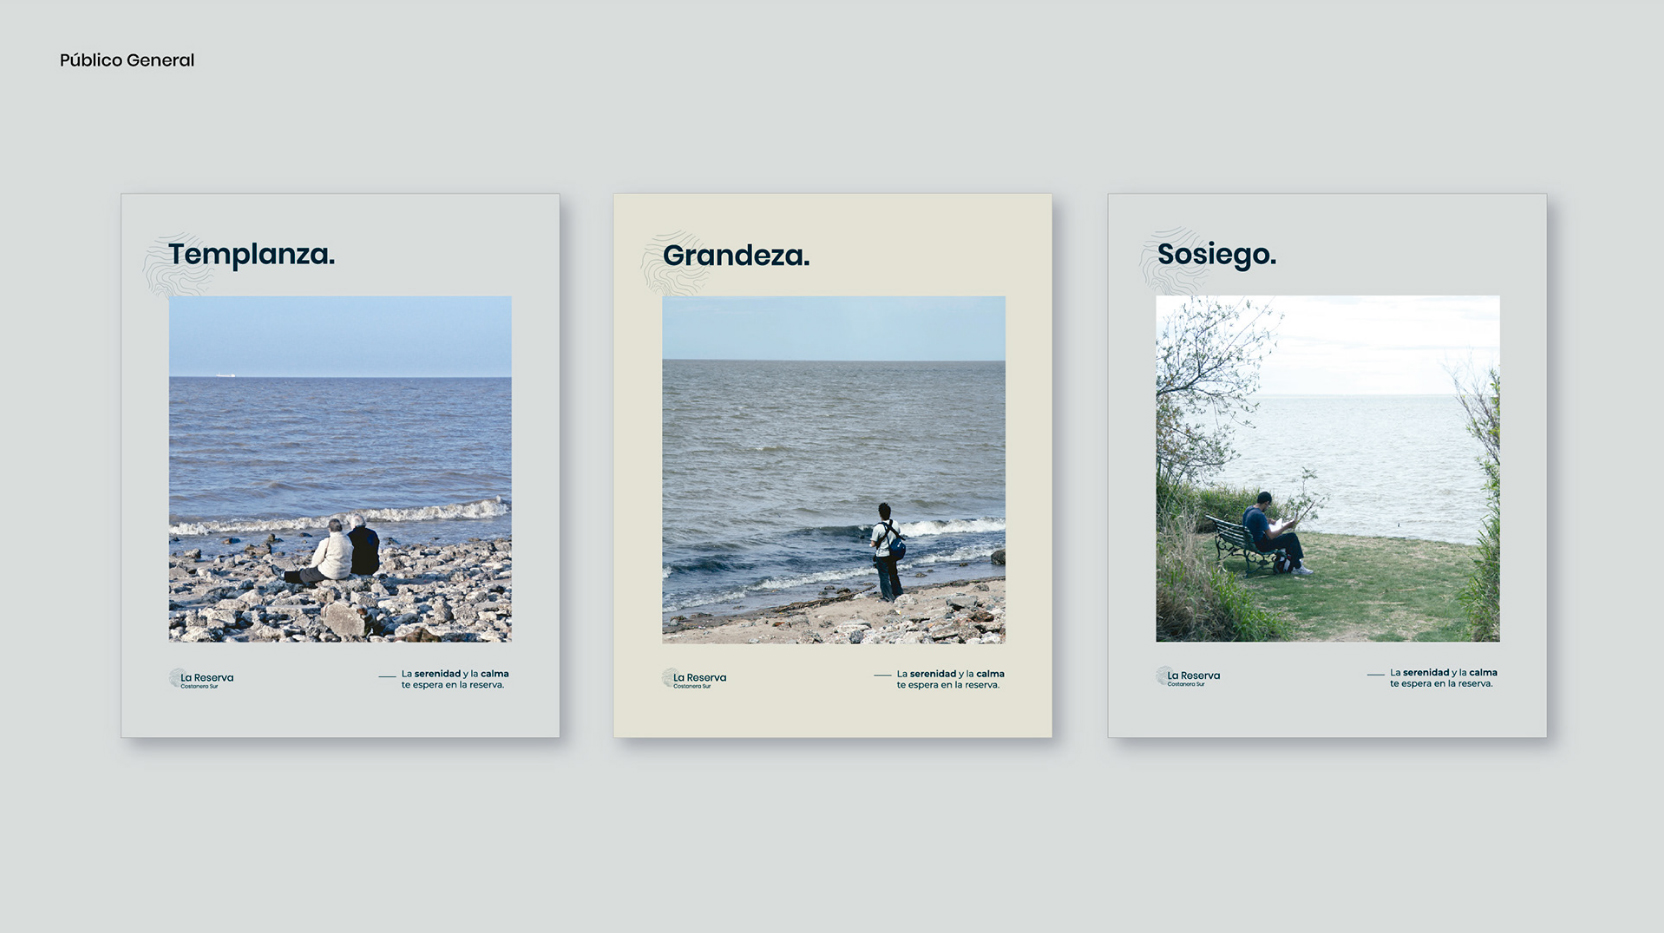 Público General
Templanza.
La Reserva
Costanera Sur
La serenidad y la calma
te espera en la reserva.
Grandeza.
La Reserva
Costanera Sur
La serenidad y la calma
te espera en la reserva.
Sosiego.
La Reserva
Costanera Sur
La serenidad y la calma
te espera en la reserva.